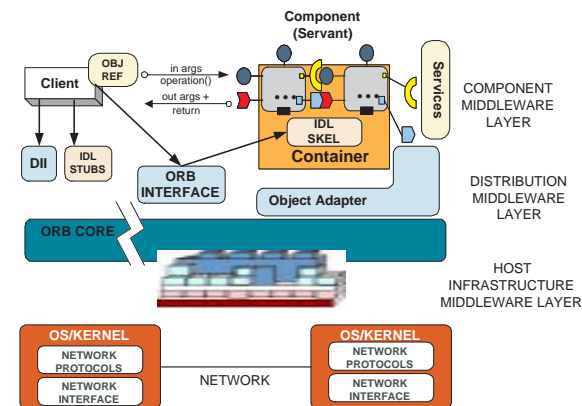 Component
(Servant)
OBJ
REF
in args
operation()
out args +
return
Client
Services
COMPONENT
MIDDLEWARE
LAYER
DII
IDL
STUBS
IDL
SKEL
Container
ORB
INTERFACE
Object Adapter
DISTRIBUTION
MIDDLEWARE
LAYER
ORB CORE
HOST
INFRASTRUCTURE
MIDDLEWARE LAYER
OS/KERNEL
NETWORK
PROTOCOLS
NETWORK
INTERFACE
NETWORK
OS/KERNEL
NETWORK
PROTOCOLS
NETWORK
INTERFACE